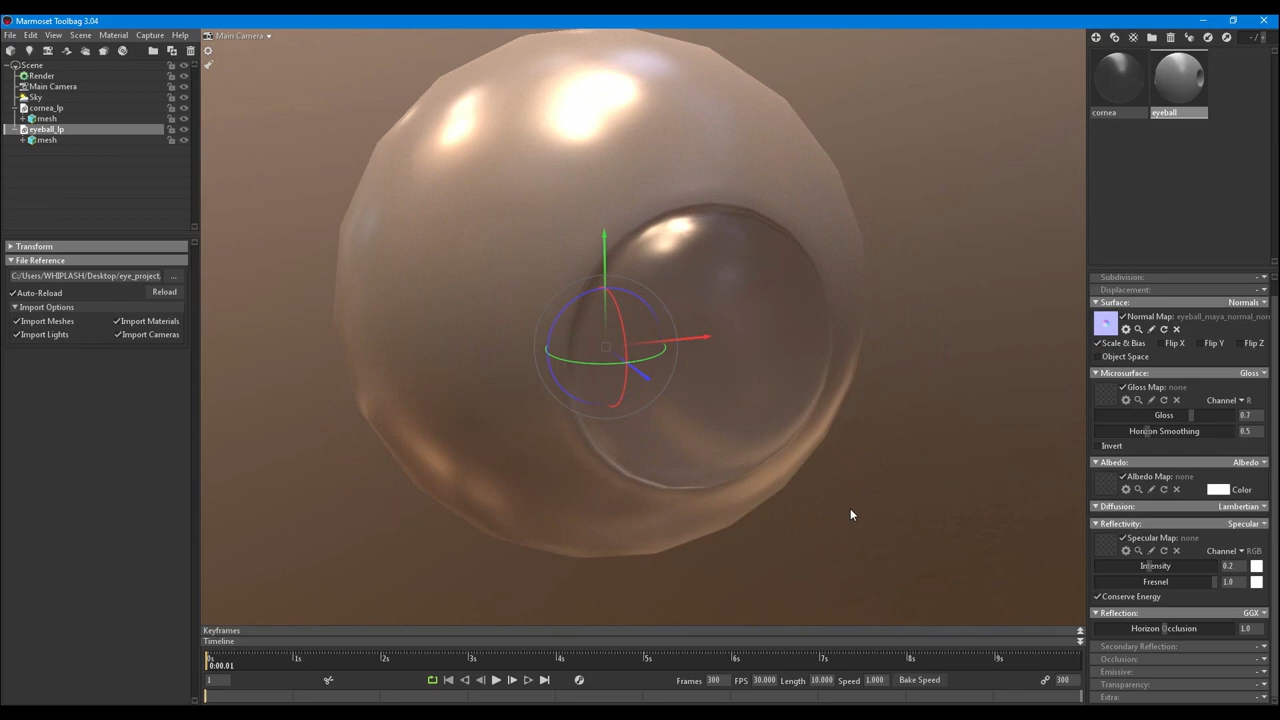 Marmoset Toolbag 3.04
File Edit View Scene Material Capture Help
Main Camera
- /
Scene
Render
Main Camera
Sky
cornea_lp
mesh
eyeball_lp
mesh
cornea
eyeball
Transform
File Reference
C:/Users/WHIPLASH/Desktop/eye_project, ...
Auto-Reload Reload
Import Options
Import Meshes Import Materials
Import Lights Import Cameras
Subdivision: -
Displacement: -
Surface: Normals
Normal Map: eyeball_maya_normal_nor
Scale & Bias Flip X Flip Y Flip Z
Object Space
Microsurface: Gloss
Gloss Map: none
Channel R
Gloss 0.7
Horizon Smoothing 0.5
Invert
Albedo: Albedo
Albedo Map: none
Color
Diffusion: Lambertian
Reflectivity: Specular
Specular Map: none
Channel RGB
Intensity 0.2
Fresnel 1.0
Conserve Energy
Reflection: GGX
Horizon Occlusion 1.0
Secondary Reflection: -
Occlusion: -
Emissive: -
Transparency: -
Extra: -
Keyframes
Timeline
0s 1s 2s 3s 4s 5s 6s 7s 8s 9s
0:00.01
1 Frames 300 FPS 30.000 Length 10.000 Speed 1.000 Bake Speed 300